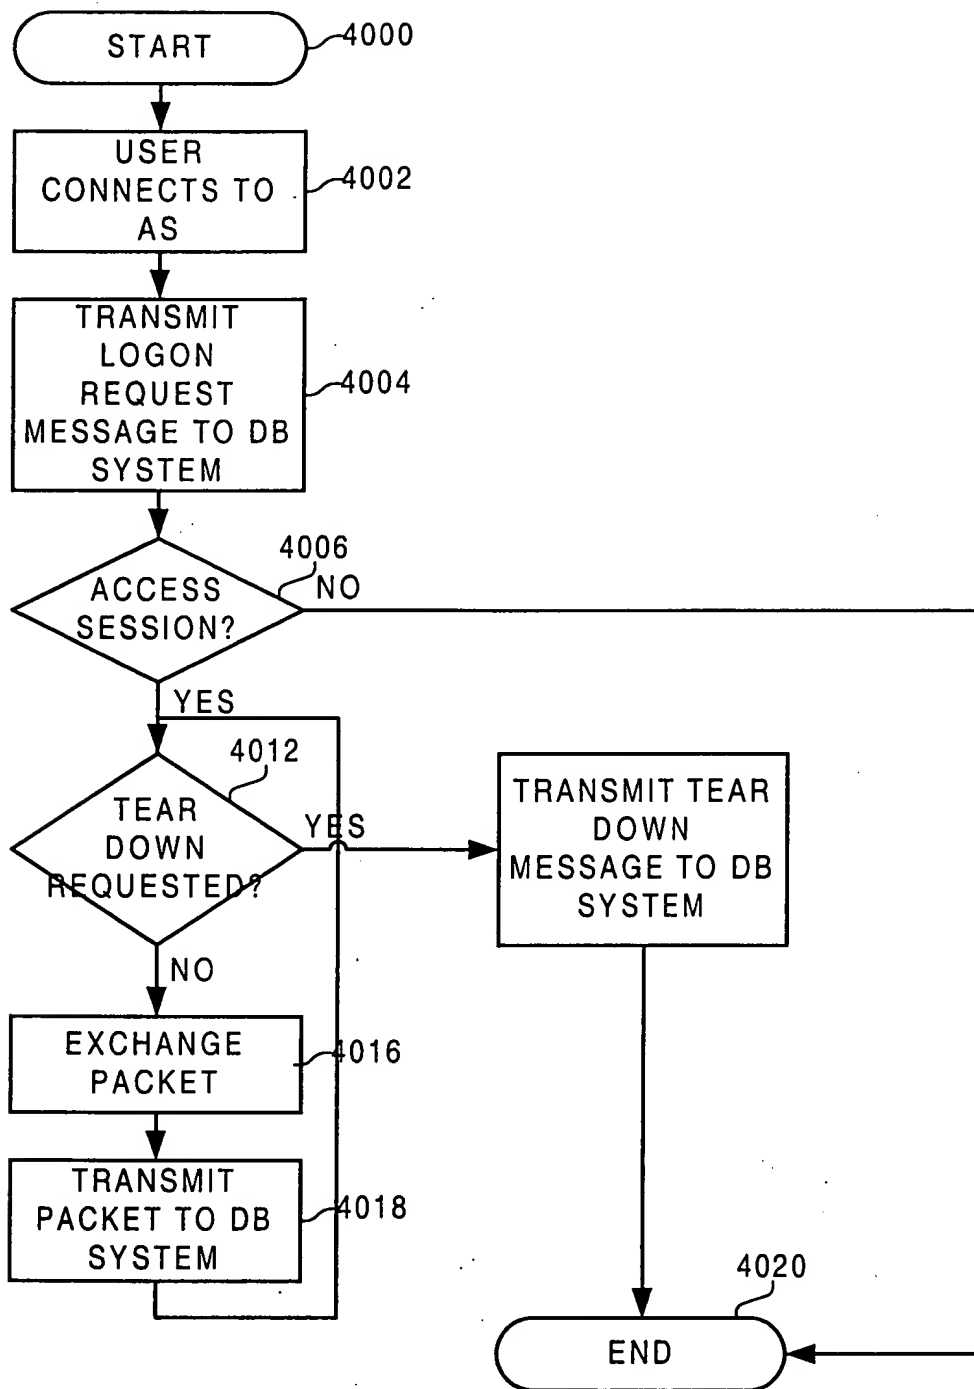 START
4000
USER
CONNECTS TO
AS
4002
TRANSMIT
LOGON
REQUEST
MESSAGE TO DB
SYSTEM
4004
4006
NO
ACCESS
SESSION?
YES
4012
TEAR
DOWN
REQUESTED?
YES
TRANSMIT TEAR
DOWN
MESSAGE TO DB
SYSTEM
NO
EXCHANGE
PACKET
4016
TRANSMIT
PACKET TO DB
SYSTEM
4018
4020
END